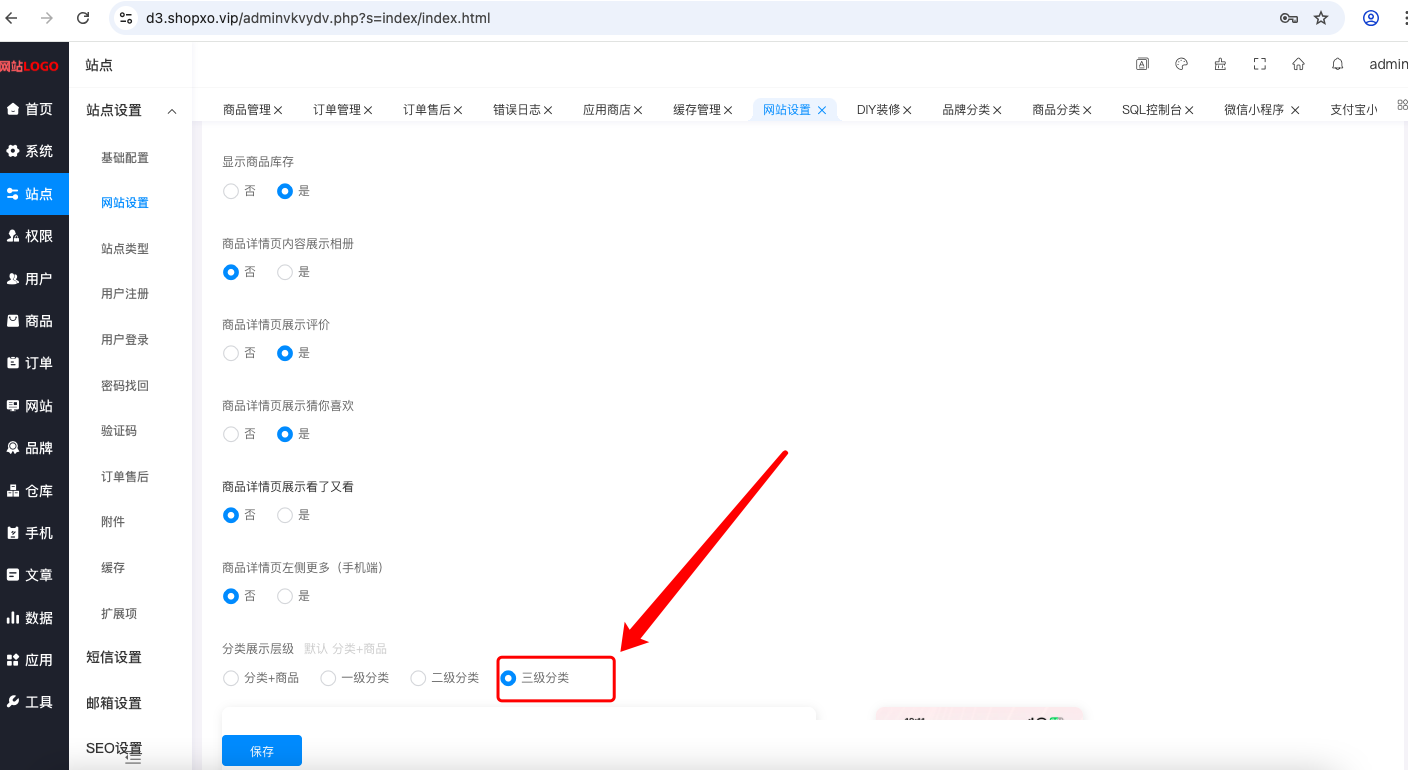 d3.shopxo.vip/adminvkvydv.php?s=index/index.html
网站LOGO
站点
admin
首页
系统
站点
权限
用户
商品
订单
网站
品牌
仓库
手机
文章
数据
应用
工具
站点设置
基础配置
网站设置
站点类型
用户注册
用户登录
密码找回
验证码
订单售后
附件
缓存
扩展项
短信设置
邮箱设置
SEO设置
商品管理 订单管理 订单售后 错误日志 应用商店 缓存管理 网站设置 DIY装修 品牌分类 商品分类 SQL控制台 微信小程序 支付宝小
显示商品库存
否 是
商品详情页内容展示相册
否 是
商品详情页展示评价
否 是
商品详情页展示猜你喜欢
否 是
商品详情页展示看了又看
否 是
商品详情页左侧更多（手机端）
否 是
分类展示层级 默认 分类+商品
分类+商品 一级分类 二级分类 三级分类
保存